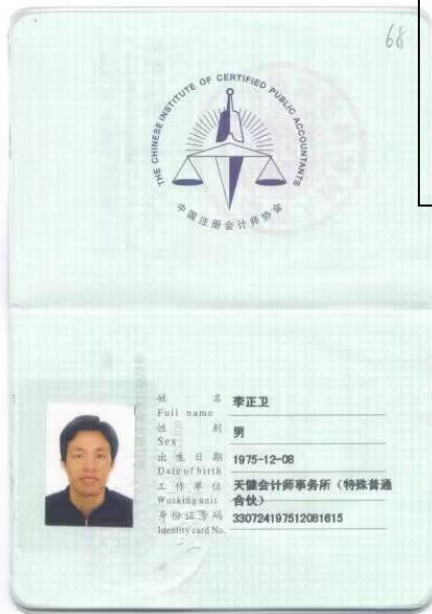 68
THE CHINESE INSTITUTE OF CERTIFIED PUBLIC ACCOUNTANTS
中国注册会计师协会
姓 名 李正卫
Full name
性 别 男
Sex
出生日期 1975-12-08
Date of birth
工作单位 天健会计师事务所(特殊普通
Working unit 合伙)
身份证号码 330724197512081615
Identity card No.